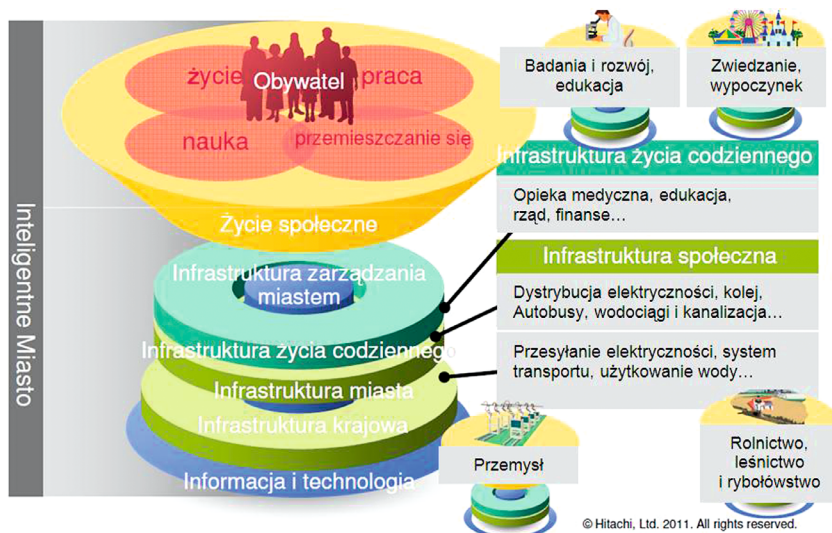 Inteligentne Miasto
życie
Obywatel
praca
nauka
przemieszczanie się
Życie społeczne
Infrastruktura zarządzania
miastem
Infrastruktura życia codziennego
Infrastruktura miasta
Infrastruktura krajowa
Informacja i technologia
Badania i rozwój,
edukacja
Zwiedzanie,
wypoczynek
Infrastruktura życia codziennego
Opieka medyczna, edukacja,
rząd, finanse...
Infrastruktura społeczna
Dystrybucja elektryczności, kolej,
Autobusy, wodociągi i kanalizacja...
Przesyłanie elektryczności, system
transportu, użytkowanie wody...
Przemysł
Rolnictwo,
leśnictwo
i rybołówstwo
© Hitachi, Ltd. 2011. All rights reserved.